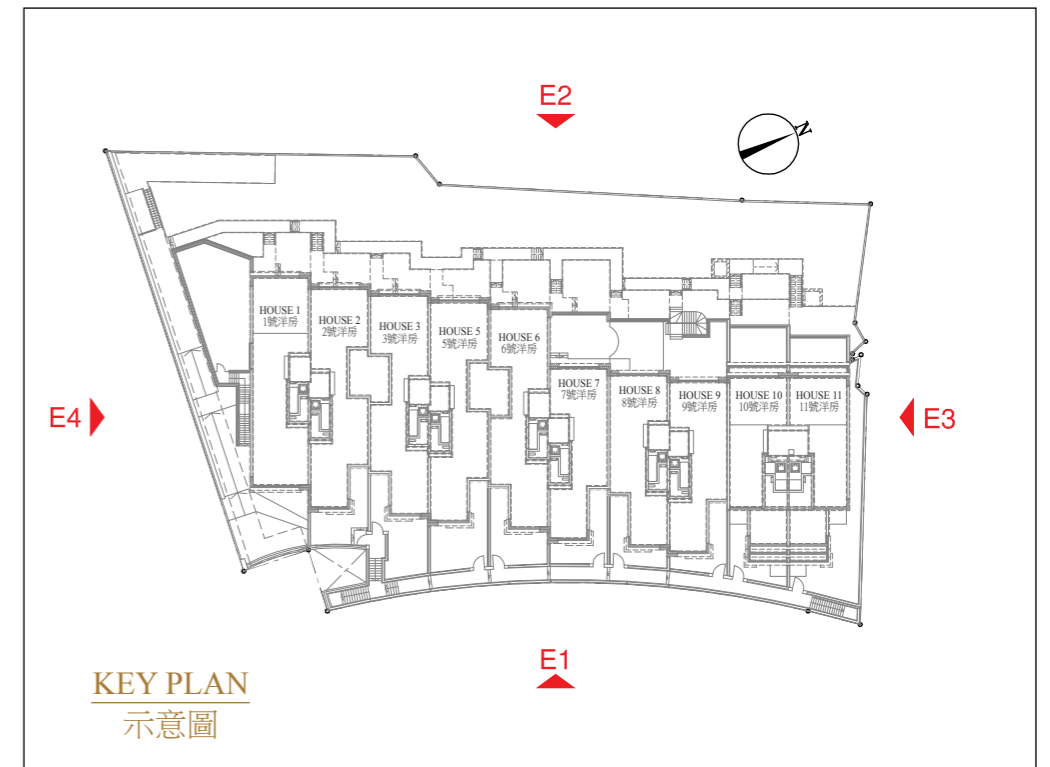 E2
N
HOUSE 1
1號洋房
HOUSE 2
2號洋房
HOUSE 3
3號洋房
HOUSE 5
5號洋房
HOUSE 6
6號洋房
HOUSE 7
7號洋房
HOUSE 8
8號洋房
HOUSE 9
9號洋房
HOUSE 10
10號洋房
HOUSE 11
11號洋房
E4
E3
E1
KEY PLAN
示意圖